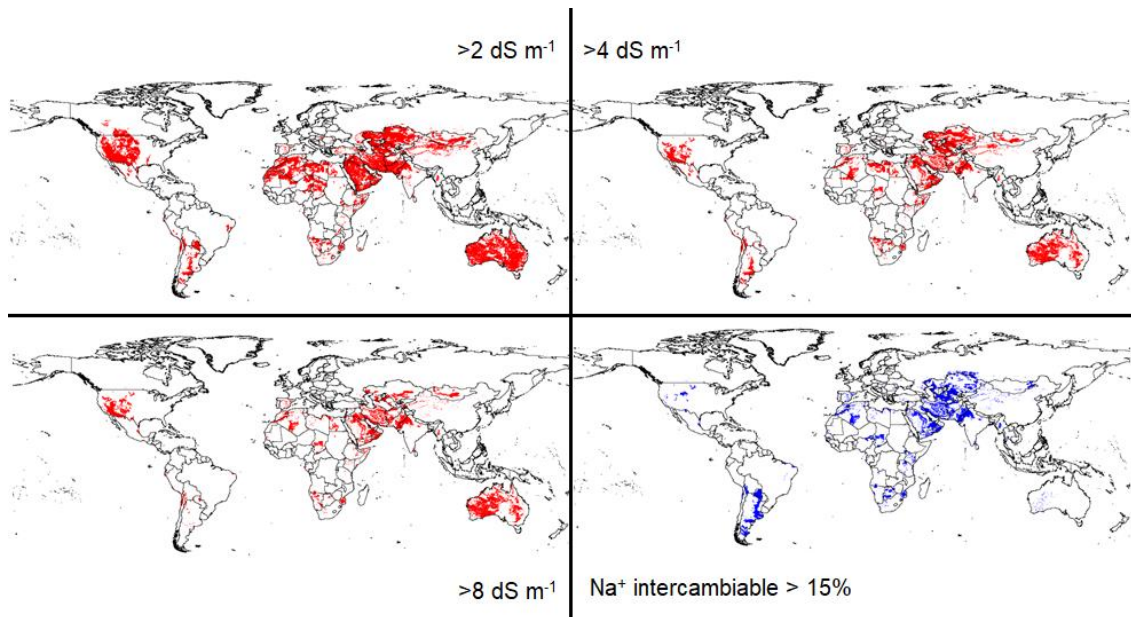 >2 dS m⁻¹
>4 dS m⁻¹
>8 dS m⁻¹
Na⁺ intercambiable > 15%